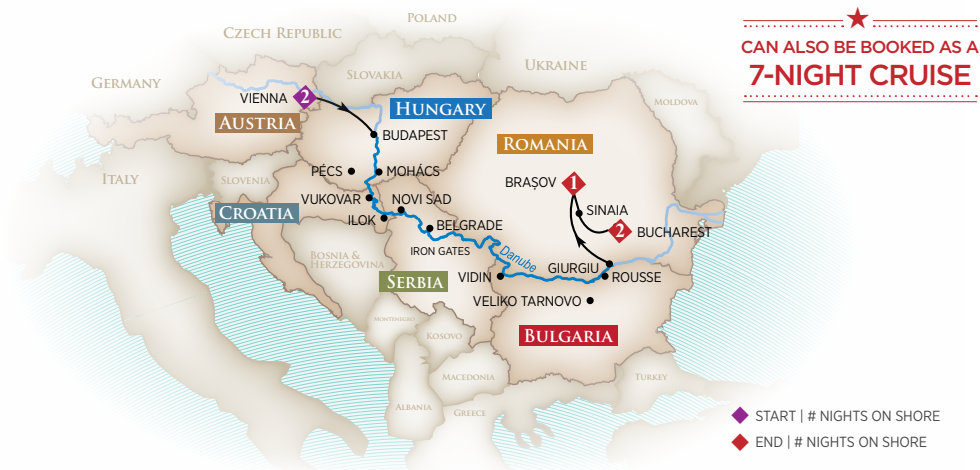 POLAND
CZECH REPUBLIC
CAN ALSO BE BOOKED AS A
7-NIGHT CRUISE
UKRAINE
SLOVAKIA
GERMANY
MOLDOVA
VIENNA
2
HUNGARY
AUSTRIA
BUDAPEST
ROMANIA
ITALY
PÉCS
MOHÁCS
SLOVENIA
BRAȘOV
1
VUKOVAR
NOVI SAD
SINAIA
CROATIA
ILOK
BELGRADE
2
BUCHAREST
IRON GATES
Danube
BOSNIA &
HERZEGOVINA
GIURGIU
SERBIA
VIDIN
ROUSSE
VELIKO TARNOVO
MONTENEGRO
KOSOVO
BULGARIA
MACEDONIA
TURKEY
ALBANIA
GREECE
START | # NIGHTS ON SHORE
END | # NIGHTS ON SHORE